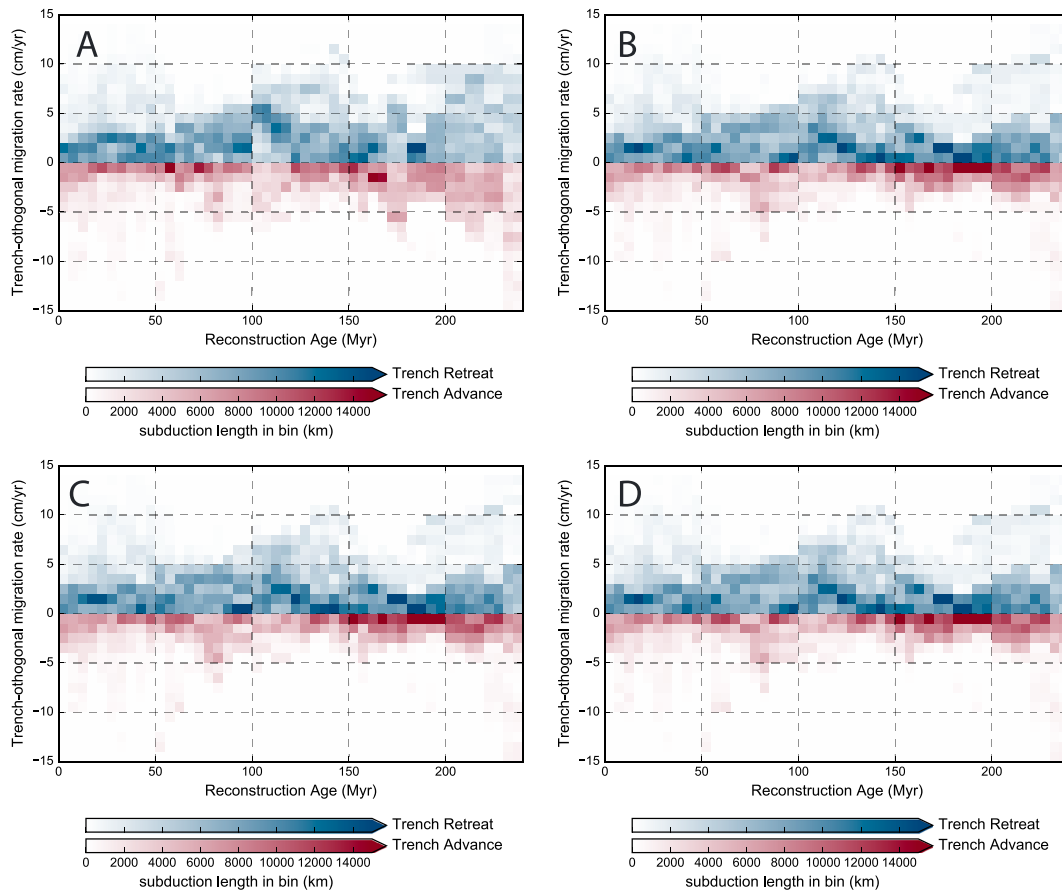 A
Trench-othogonal migration rate (cm/yr)
15
10
5
0
−5
−10
−15
0 50 100 150 200
Reconstruction Age (Myr)
Trench Retreat
Trench Advance
0 2000 4000 6000 8000 10000 12000 14000
subduction length in bin (km)
B
Trench-othogonal migration rate (cm/yr)
15
10
5
0
−5
−10
−15
0 50 100 150 200
Reconstruction Age (Myr)
Trench Retreat
Trench Advance
0 2000 4000 6000 8000 10000 12000 14000
subduction length in bin (km)
C
Trench-othogonal migration rate (cm/yr)
15
10
5
0
−5
−10
−15
0 50 100 150 200
Reconstruction Age (Myr)
Trench Retreat
Trench Advance
0 2000 4000 6000 8000 10000 12000 14000
subduction length in bin (km)
D
Trench-othogonal migration rate (cm/yr)
15
10
5
0
−5
−10
−15
0 50 100 150 200
Reconstruction Age (Myr)
Trench Retreat
Trench Advance
0 2000 4000 6000 8000 10000 12000 14000
subduction length in bin (km)